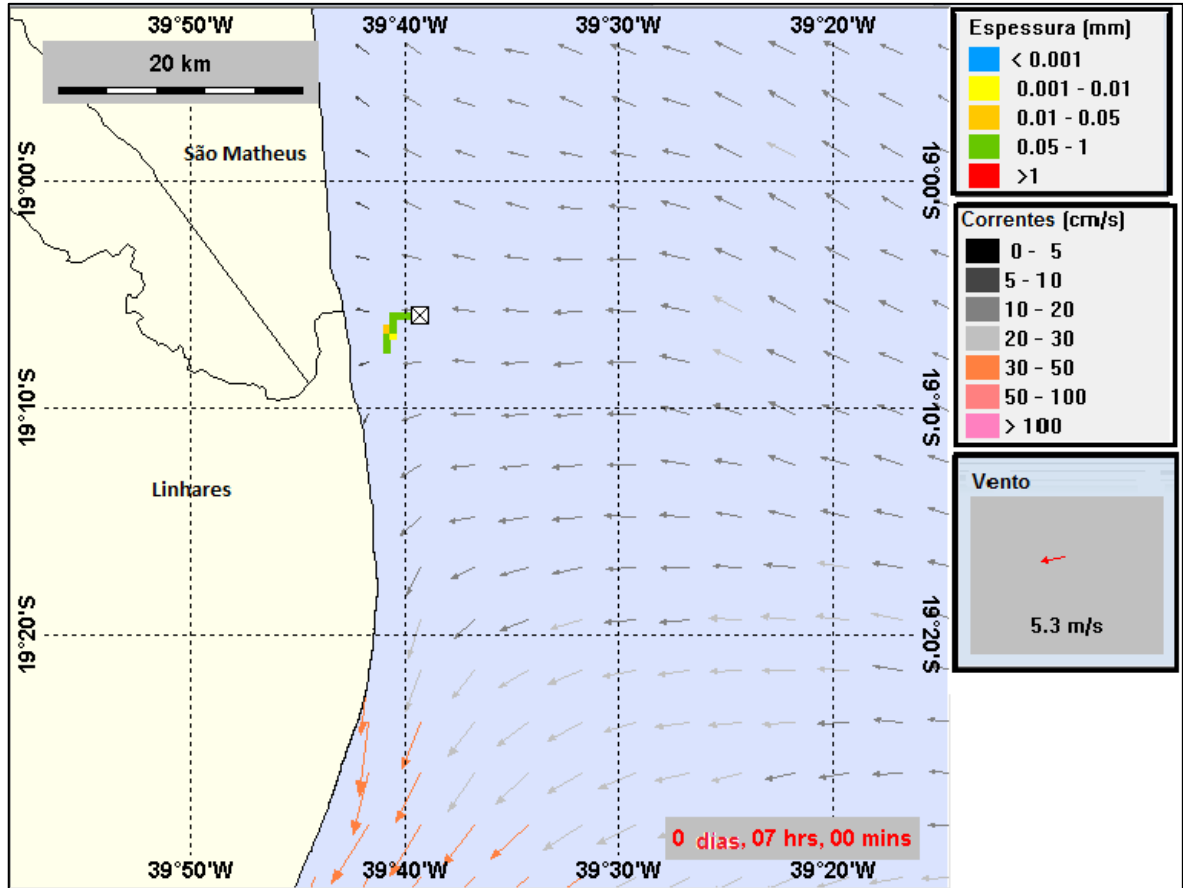 39°50'W 39°40'W 39°30'W 39°20'W
20 km
São Matheus
19°00'S 19°00'S
19°10'S 19°10'S
Linhares
19°20'S 19°20'S
0 dias, 07 hrs, 00 mins
39°50'W 39°40'W 39°30'W 39°20'W
Espessura (mm)
< 0.001
0.001 - 0.01
0.01 - 0.05
0.05 - 1
>1
Correntes (cm/s)
0 - 5
5 - 10
10 - 20
20 - 30
30 - 50
50 - 100
> 100
Vento
5.3 m/s